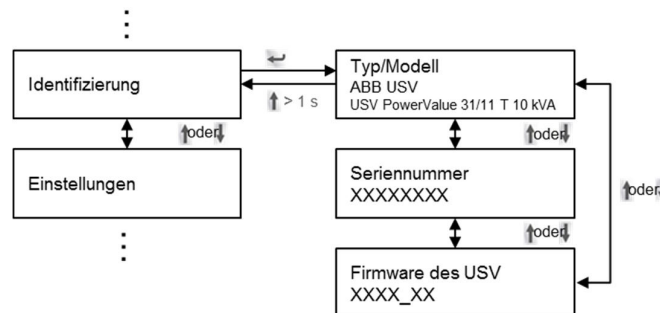 Identifizierung
↑ > 1 s
Typ/Modell
ABB USV
USV PowerValue 31/11 T 10 kVA
↑oder↓
↑oder↓
Einstellungen
Seriennummer
XXXXXXXX
↑oder↓
↑oder↓
Firmware des USV
XXXX_XX